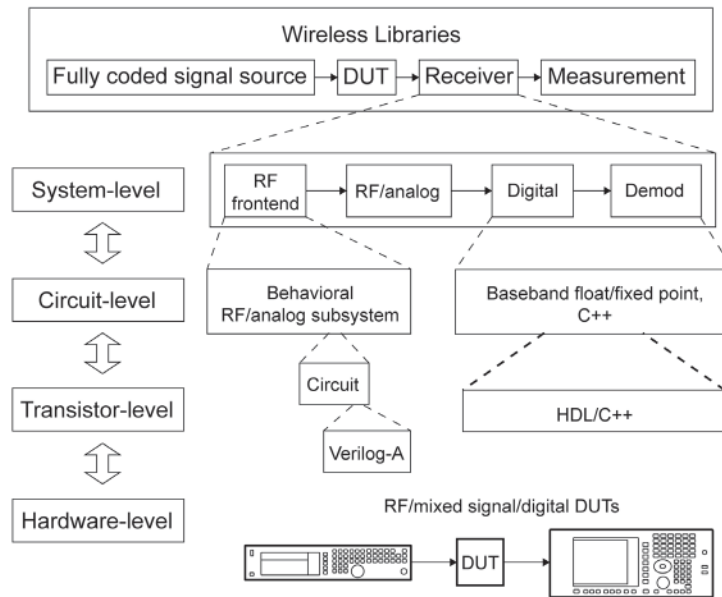 Wireless Libraries
Fully coded signal source
DUT
Receiver
Measurement
System-level
RF
frontend
RF/analog
Digital
Demod
Circuit-level
Behavioral
RF/analog subsystem
Baseband float/fixed point,
C++
Transistor-level
Circuit
Verilog-A
HDL/C++
Hardware-level
RF/mixed signal/digital DUTs
DUT